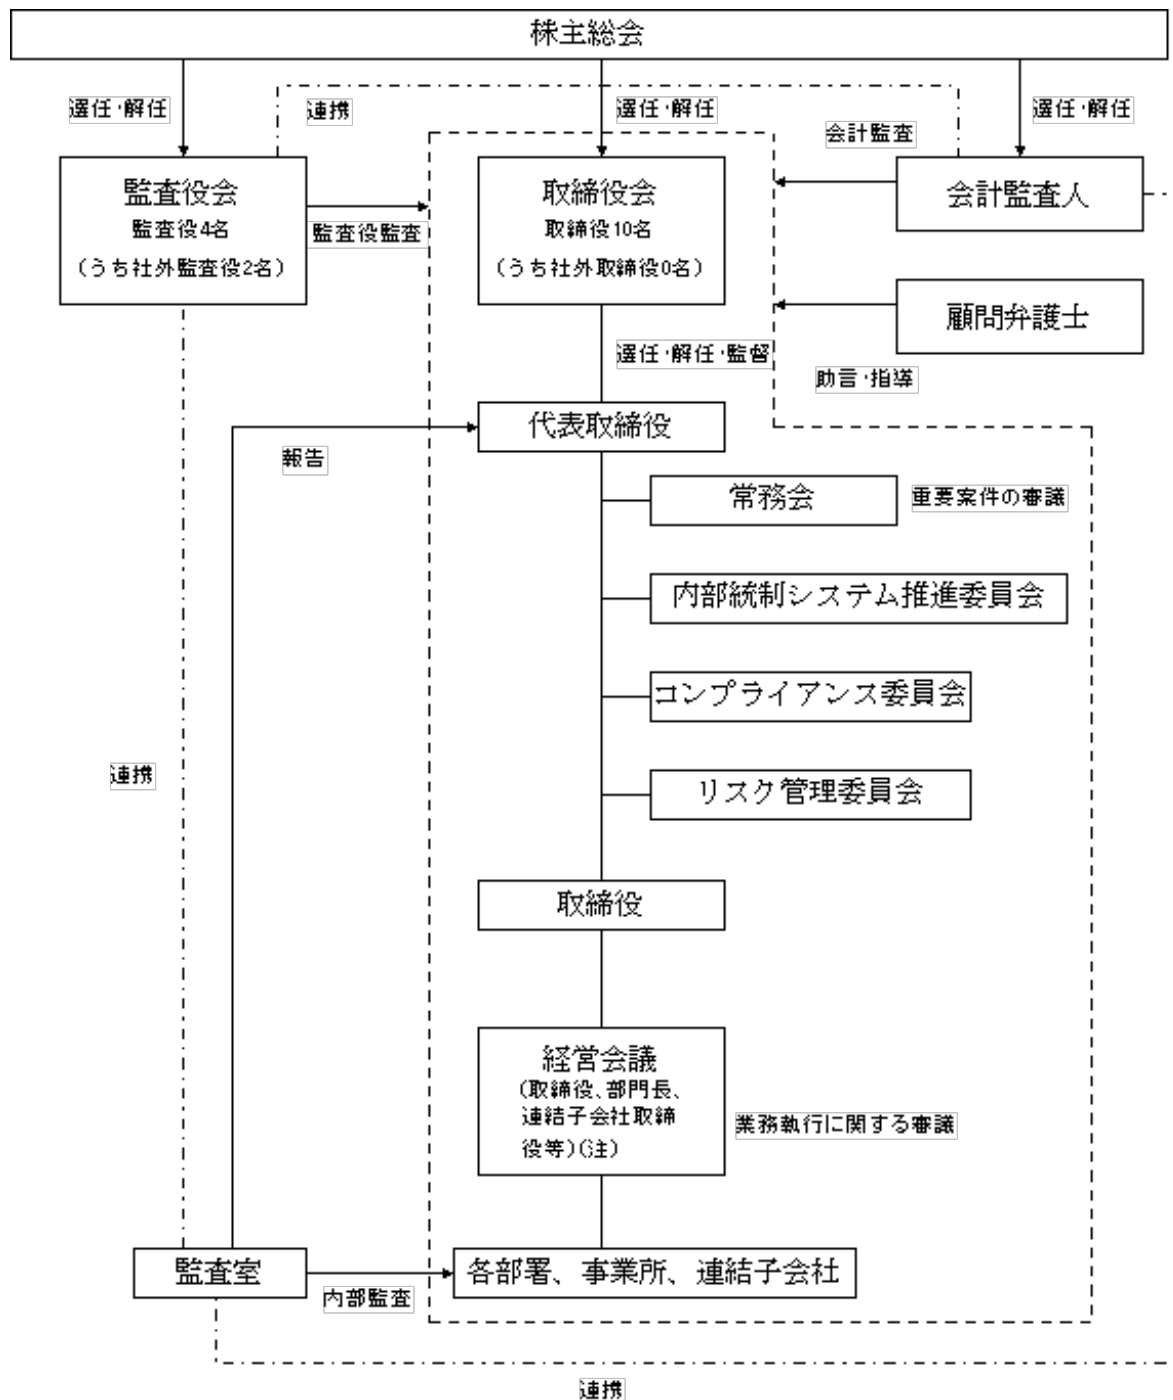 株主総会
選任・解任
連携
選任・解任
選任・解任
会計監査
監査役会
監査役4名
(うち社外監査役2名)
監査役監査
取締役会
取締役10名
(うち社外取締役0名)
会計監査人
顧問弁護士
選任・解任・監督
助言・指導
代表取締役
報告
常務会
重要案件の審議
内部統制システム推進委員会
コンプライアンス委員会
連携
リスク管理委員会
取締役
経営会議
(取締役、部門長、
連結子会社取締
役等)(注)
業務執行に関する審議
監査室
各部署、事業所、連結子会社
内部監査
連携